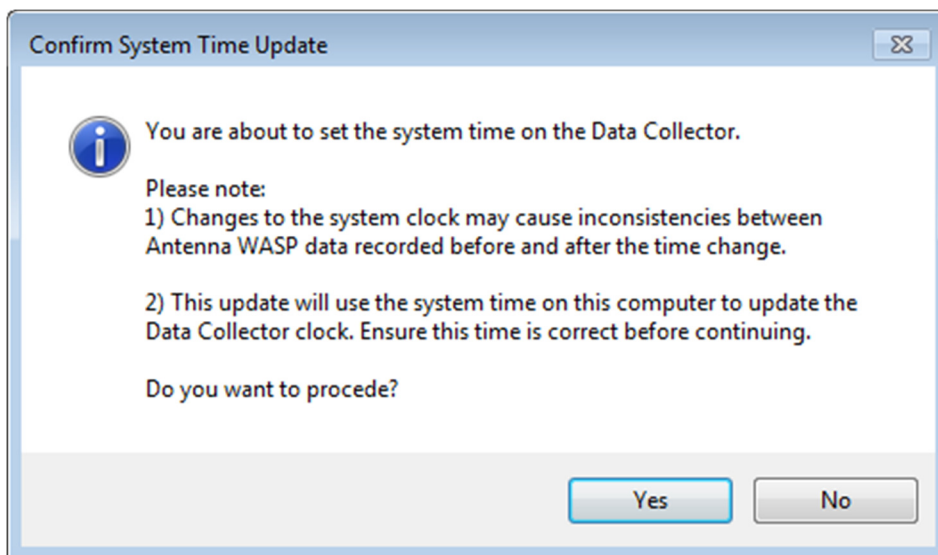 Confirm System Time Update
You are about to set the system time on the Data Collector.
Please note:
1) Changes to the system clock may cause inconsistencies between
Antenna WASP data recorded before and after the time change.
2) This update will use the system time on this computer to update the
Data Collector clock. Ensure this time is correct before continuing.
Do you want to procede?
Yes
No